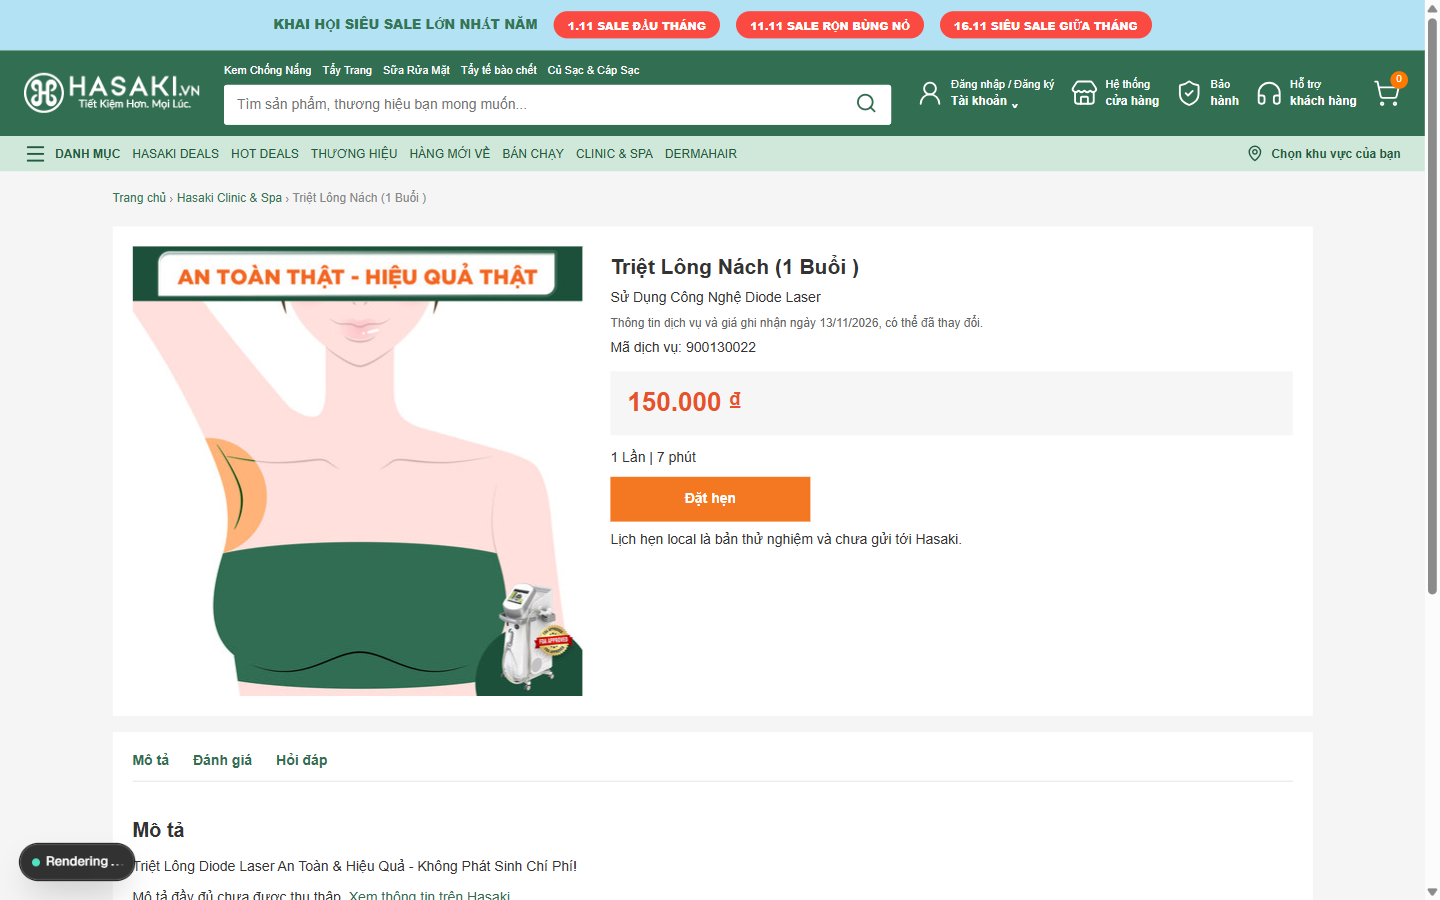 KHAI HỘI SIÊU SALE LỚN NHẤT NĂM
1.11 SALE ĐẦU THÁNG
11.11 SALE RỘN BÙNG NỔ
16.11 SIÊU SALE GIỮA THÁNG
HASAKI.VN
Tiết Kiệm Hơn. Mọi Lúc.
Kem Chống Nắng Tẩy Trang Sữa Rửa Mặt Tẩy tế bào chết Củ Sạc & Cáp Sạc
Tìm sản phẩm, thương hiệu bạn mong muốn...
Đăng nhập / Đăng ký
Tài khoản
Hệ thống
cửa hàng
Bảo
hành
Hỗ trợ
khách hàng
0
DANH MỤC HASAKI DEALS HOT DEALS THƯƠNG HIỆU HÀNG MỚI VỀ BÁN CHẠY CLINIC & SPA DERMAHAIR
Chọn khu vực của bạn
Trang chủ › Hasaki Clinic & Spa › Triệt Lông Nách (1 Buổi )
AN TOÀN THẬT - HIỆU QUẢ THẬT
FDA APPROVED
Triệt Lông Nách (1 Buổi )
Sử Dụng Công Nghệ Diode Laser
Thông tin dịch vụ và giá ghi nhận ngày 13/11/2026, có thể đã thay đổi.
Mã dịch vụ: 900130022
150.000 ₫
1 Lần | 7 phút
Đặt hẹn
Lịch hẹn local là bản thử nghiệm và chưa gửi tới Hasaki.
Mô tả Đánh giá Hỏi đáp
Mô tả
Triệt Lông Diode Laser An Toàn & Hiệu Quả - Không Phát Sinh Chí Phí!
Mô tả đầy đủ chưa được thu thập. Xem thông tin trên Hasaki
Rendering ...